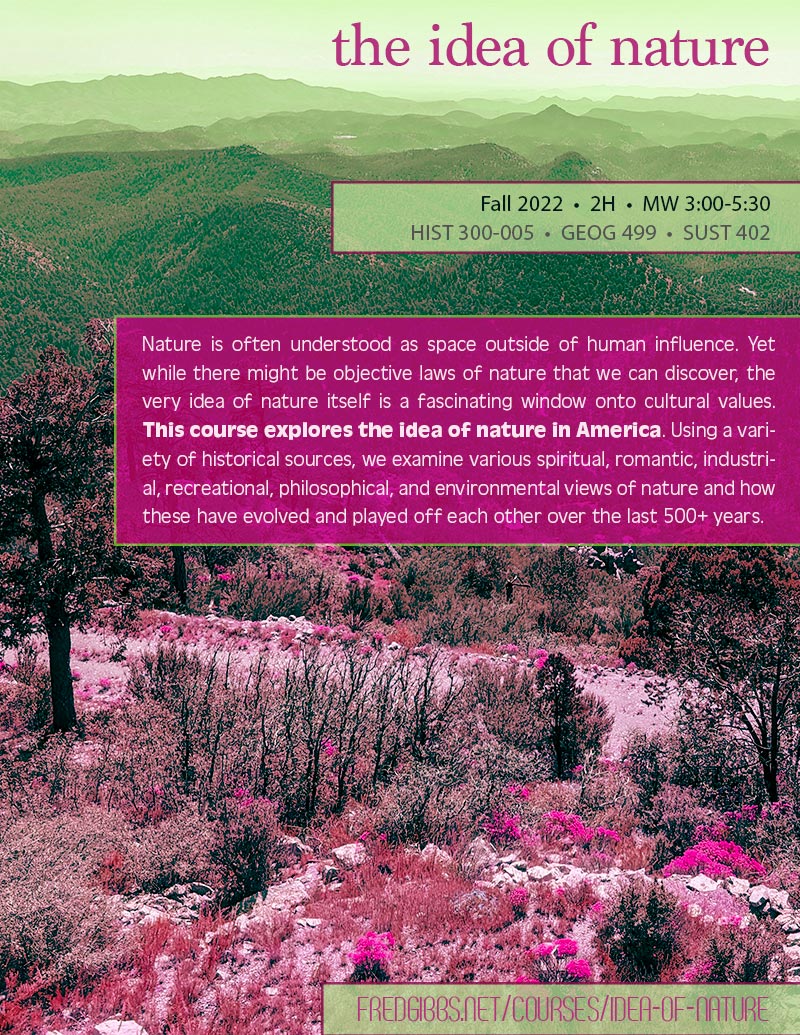 the idea of nature
Fall 2022 • 2H • MW 3:00-5:30
HIST 300-005 • GEOG 499 • SUST 402
Nature is often understood as space outside of human influence. Yet
while there might be objective laws of nature that we can discover, the
very idea of nature itself is a fascinating window onto cultural values.
This course explores the idea of nature in America. Using a vari-
ety of historical sources, we examine various spiritual, romantic, industri-
al, recreational, philosophical, and environmental views of nature and how
these have evolved and played off each other over the last 500+ years.
FREDGIBBS.NET/COURSES/IDEA-OF-NATURE